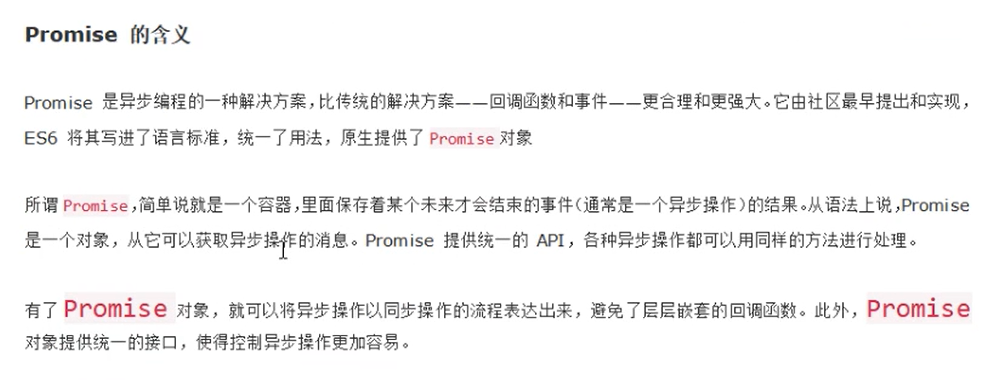 Promise 的含义
Promise 是异步编程的一种解决方案，比传统的解决方案——回调函数和事件——更合理和更强大。它由社区最早提出和实现，
ES6 将其写进了语言标准，统一了用法，原生提供了 Promise 对象
所谓 Promise，简单说就是一个容器，里面保存着某个未来才会结束的事件（通常是一个异步操作）的结果。从语法上说，Promise
是一个对象，从它可以获取异步操作的消息。Promise 提供统一的 API，各种异步操作都可以用同样的方法进行处理。
有了 Promise 对象，就可以将异步操作以同步操作的流程表达出来，避免了层层嵌套的回调函数。此外，Promise
对象提供统一的接口，使得控制异步操作更加容易。